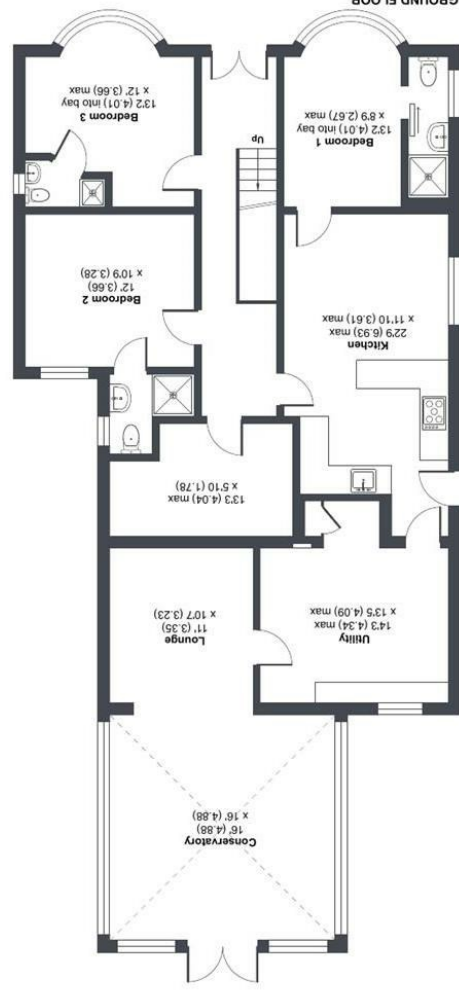 Conservatory
16' (4.88)
x 16' (4.88)
Utility
14'3 (4.34) max
x 13'5 (4.09) max
Lounge
11' (3.35)
x 10'7 (3.23)
13'3 (4.04) max
x 5'10 (1.78)
Kitchen
22'9 (6.93) max
x 11'10 (3.61) max
Bedroom 2
12' (3.66)
x 10'9 (3.28)
Up
Bedroom 1
13'2 (4.01) into bay
x 8'9 (2.67) max
Bedroom 3
13'2 (4.01) into bay
x 12' (3.66) max
GROUND FLOOR